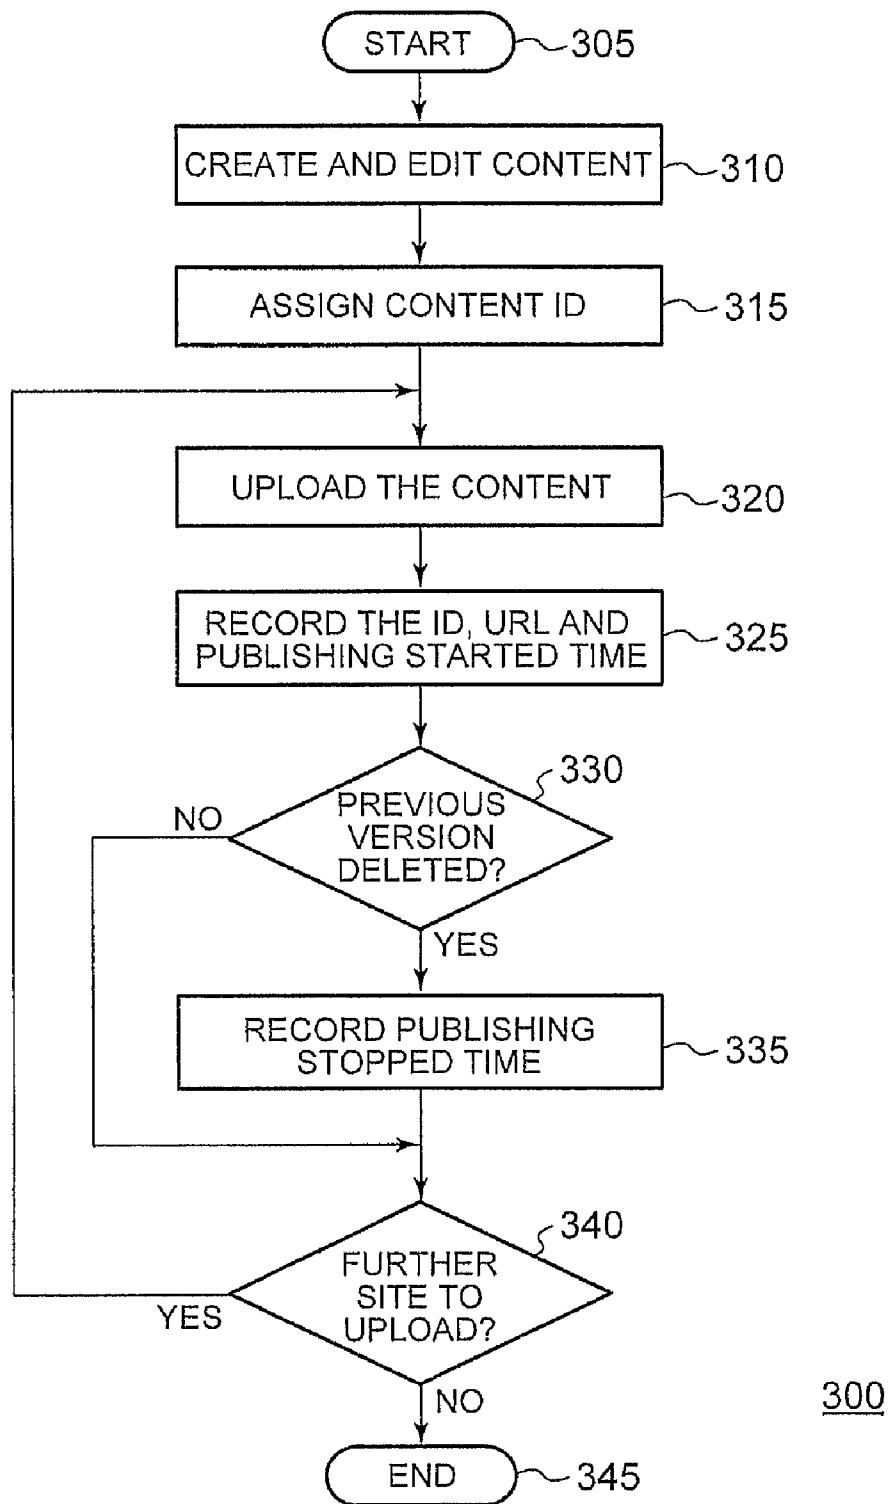 START
305
CREATE AND EDIT CONTENT
310
ASSIGN CONTENT ID
315
UPLOAD THE CONTENT
320
RECORD THE ID, URL AND
PUBLISHING STARTED TIME
325
330
PREVIOUS
VERSION
DELETED?
NO
YES
RECORD PUBLISHING
STOPPED TIME
335
340
FURTHER
SITE TO
UPLOAD?
YES
NO
300
END
345